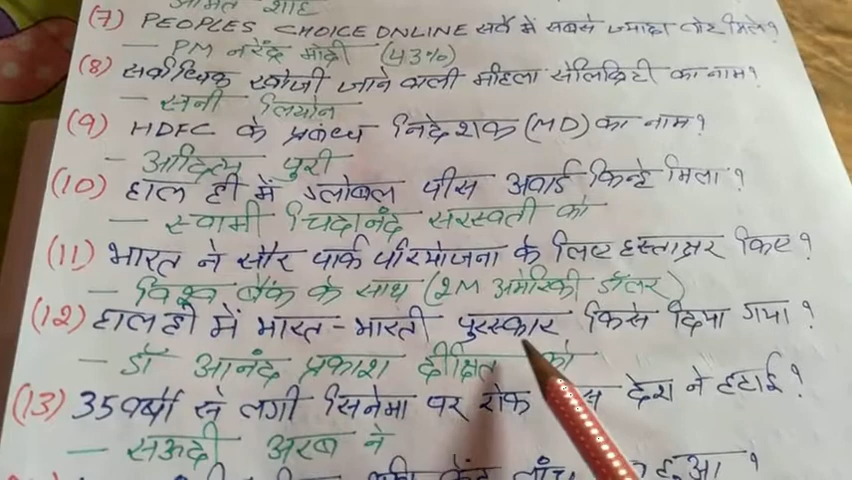 अमित शाह
(7) PEOPLES CHOICE ONLINE सर्वे में सबसे ज्यादा वोट मिले?
— PM नरेंद्र मोदी (43%)
(8) सर्वाधिक खोजी जाने वाली महिला सेलिब्रिटी का नाम?
— सनी लियोन
(9) HDFC के प्रबंध निदेशक (MD) का नाम?
— आदित्य पुरी
(10) हाल ही में ग्लोबल पीस अवार्ड किन्हे मिला?
— स्वामी चिदानंद सरस्वती को
(11) भारत ने सौर पार्क परियोजना के लिए हस्ताक्षर किए?
— विश्व बैंक के साथ (2M अमेरिकी डॉलर)
(12) हाल ही में भारत-भारती पुरस्कार किसे दिया गया?
— डॉ आनंद प्रकाश दीक्षित को
(13) 35 वर्षो से लगी सिनेमा पर रोक देश ने हटाई?
— सऊदी अरब ने